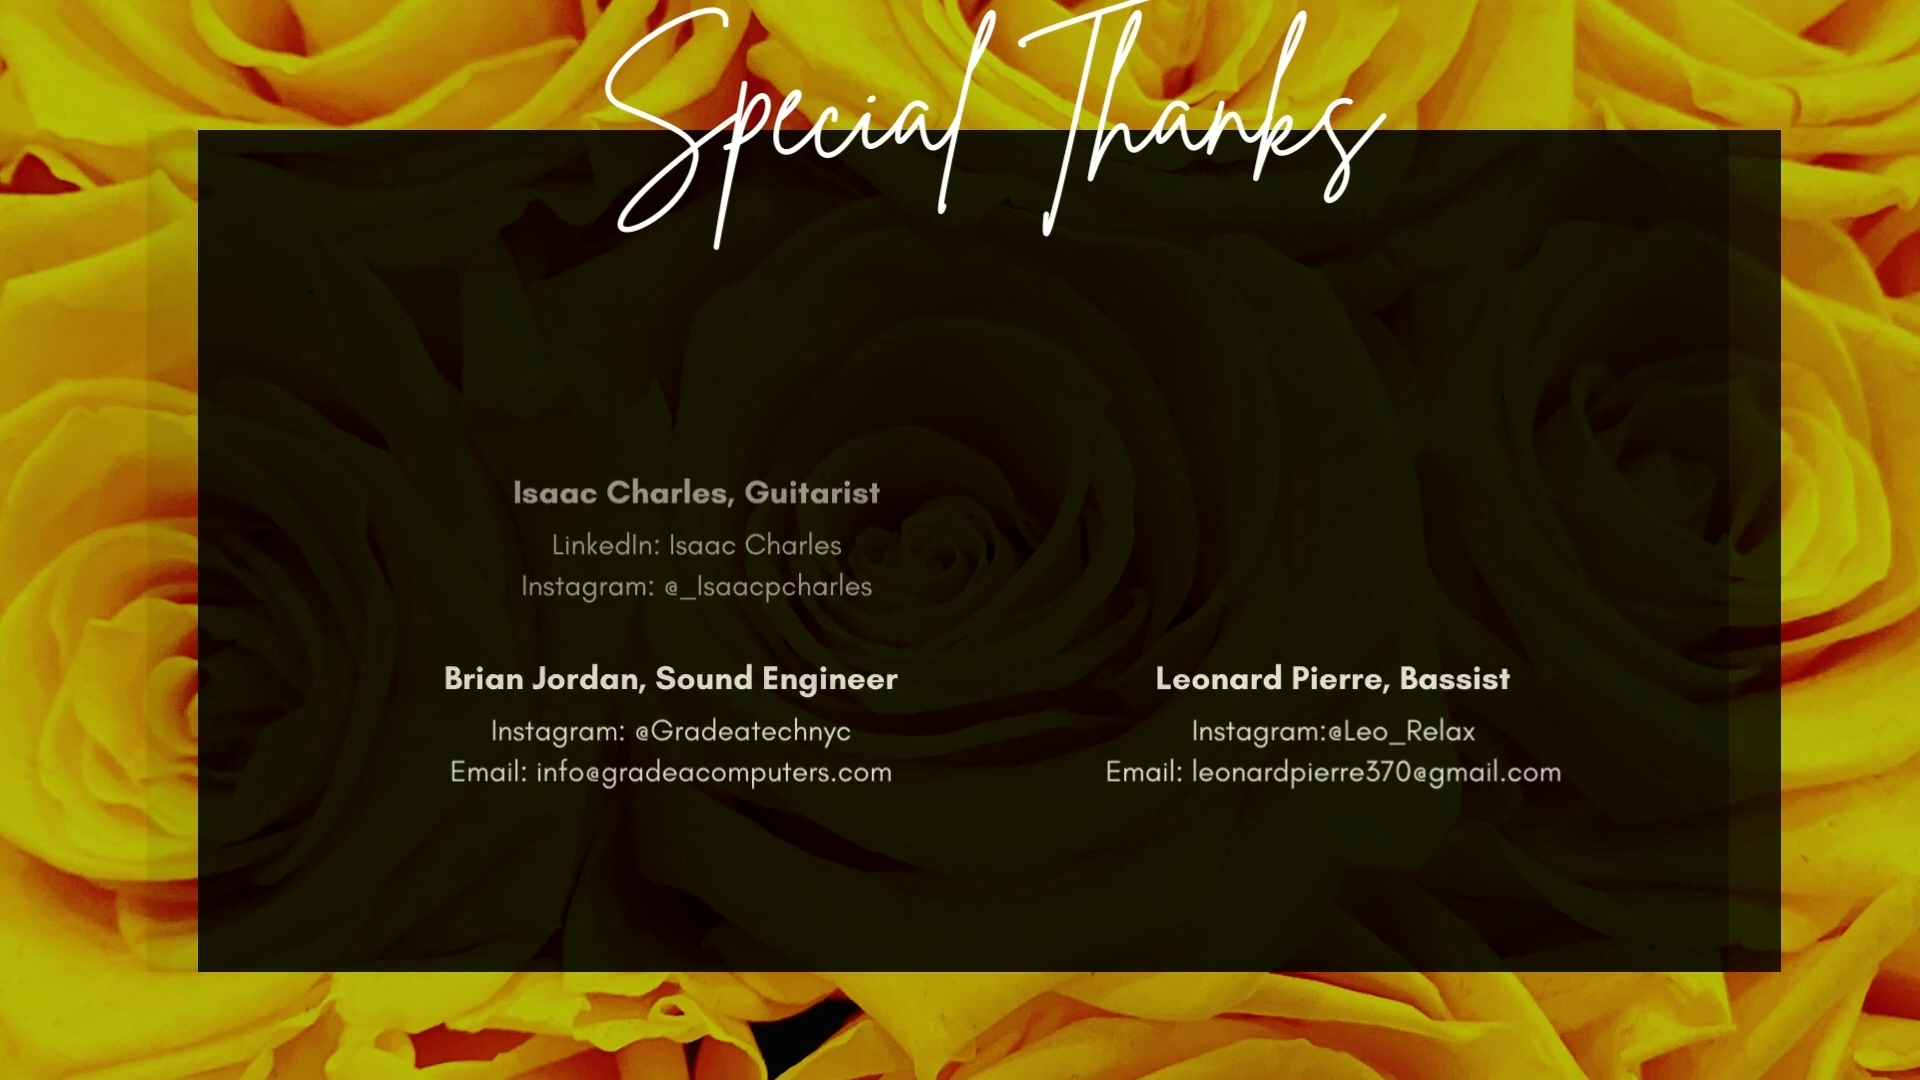 Special Thanks
Isaac Charles, Guitarist
LinkedIn: Isaac Charles
Instagram: @_Isaacpcharles
Brian Jordan, Sound Engineer
Instagram: @Gradeatechnyc
Email: info@gradeacomputers.com
Leonard Pierre, Bassist
Instagram:@Leo_Relax
Email: leonardpierre370@gmail.com